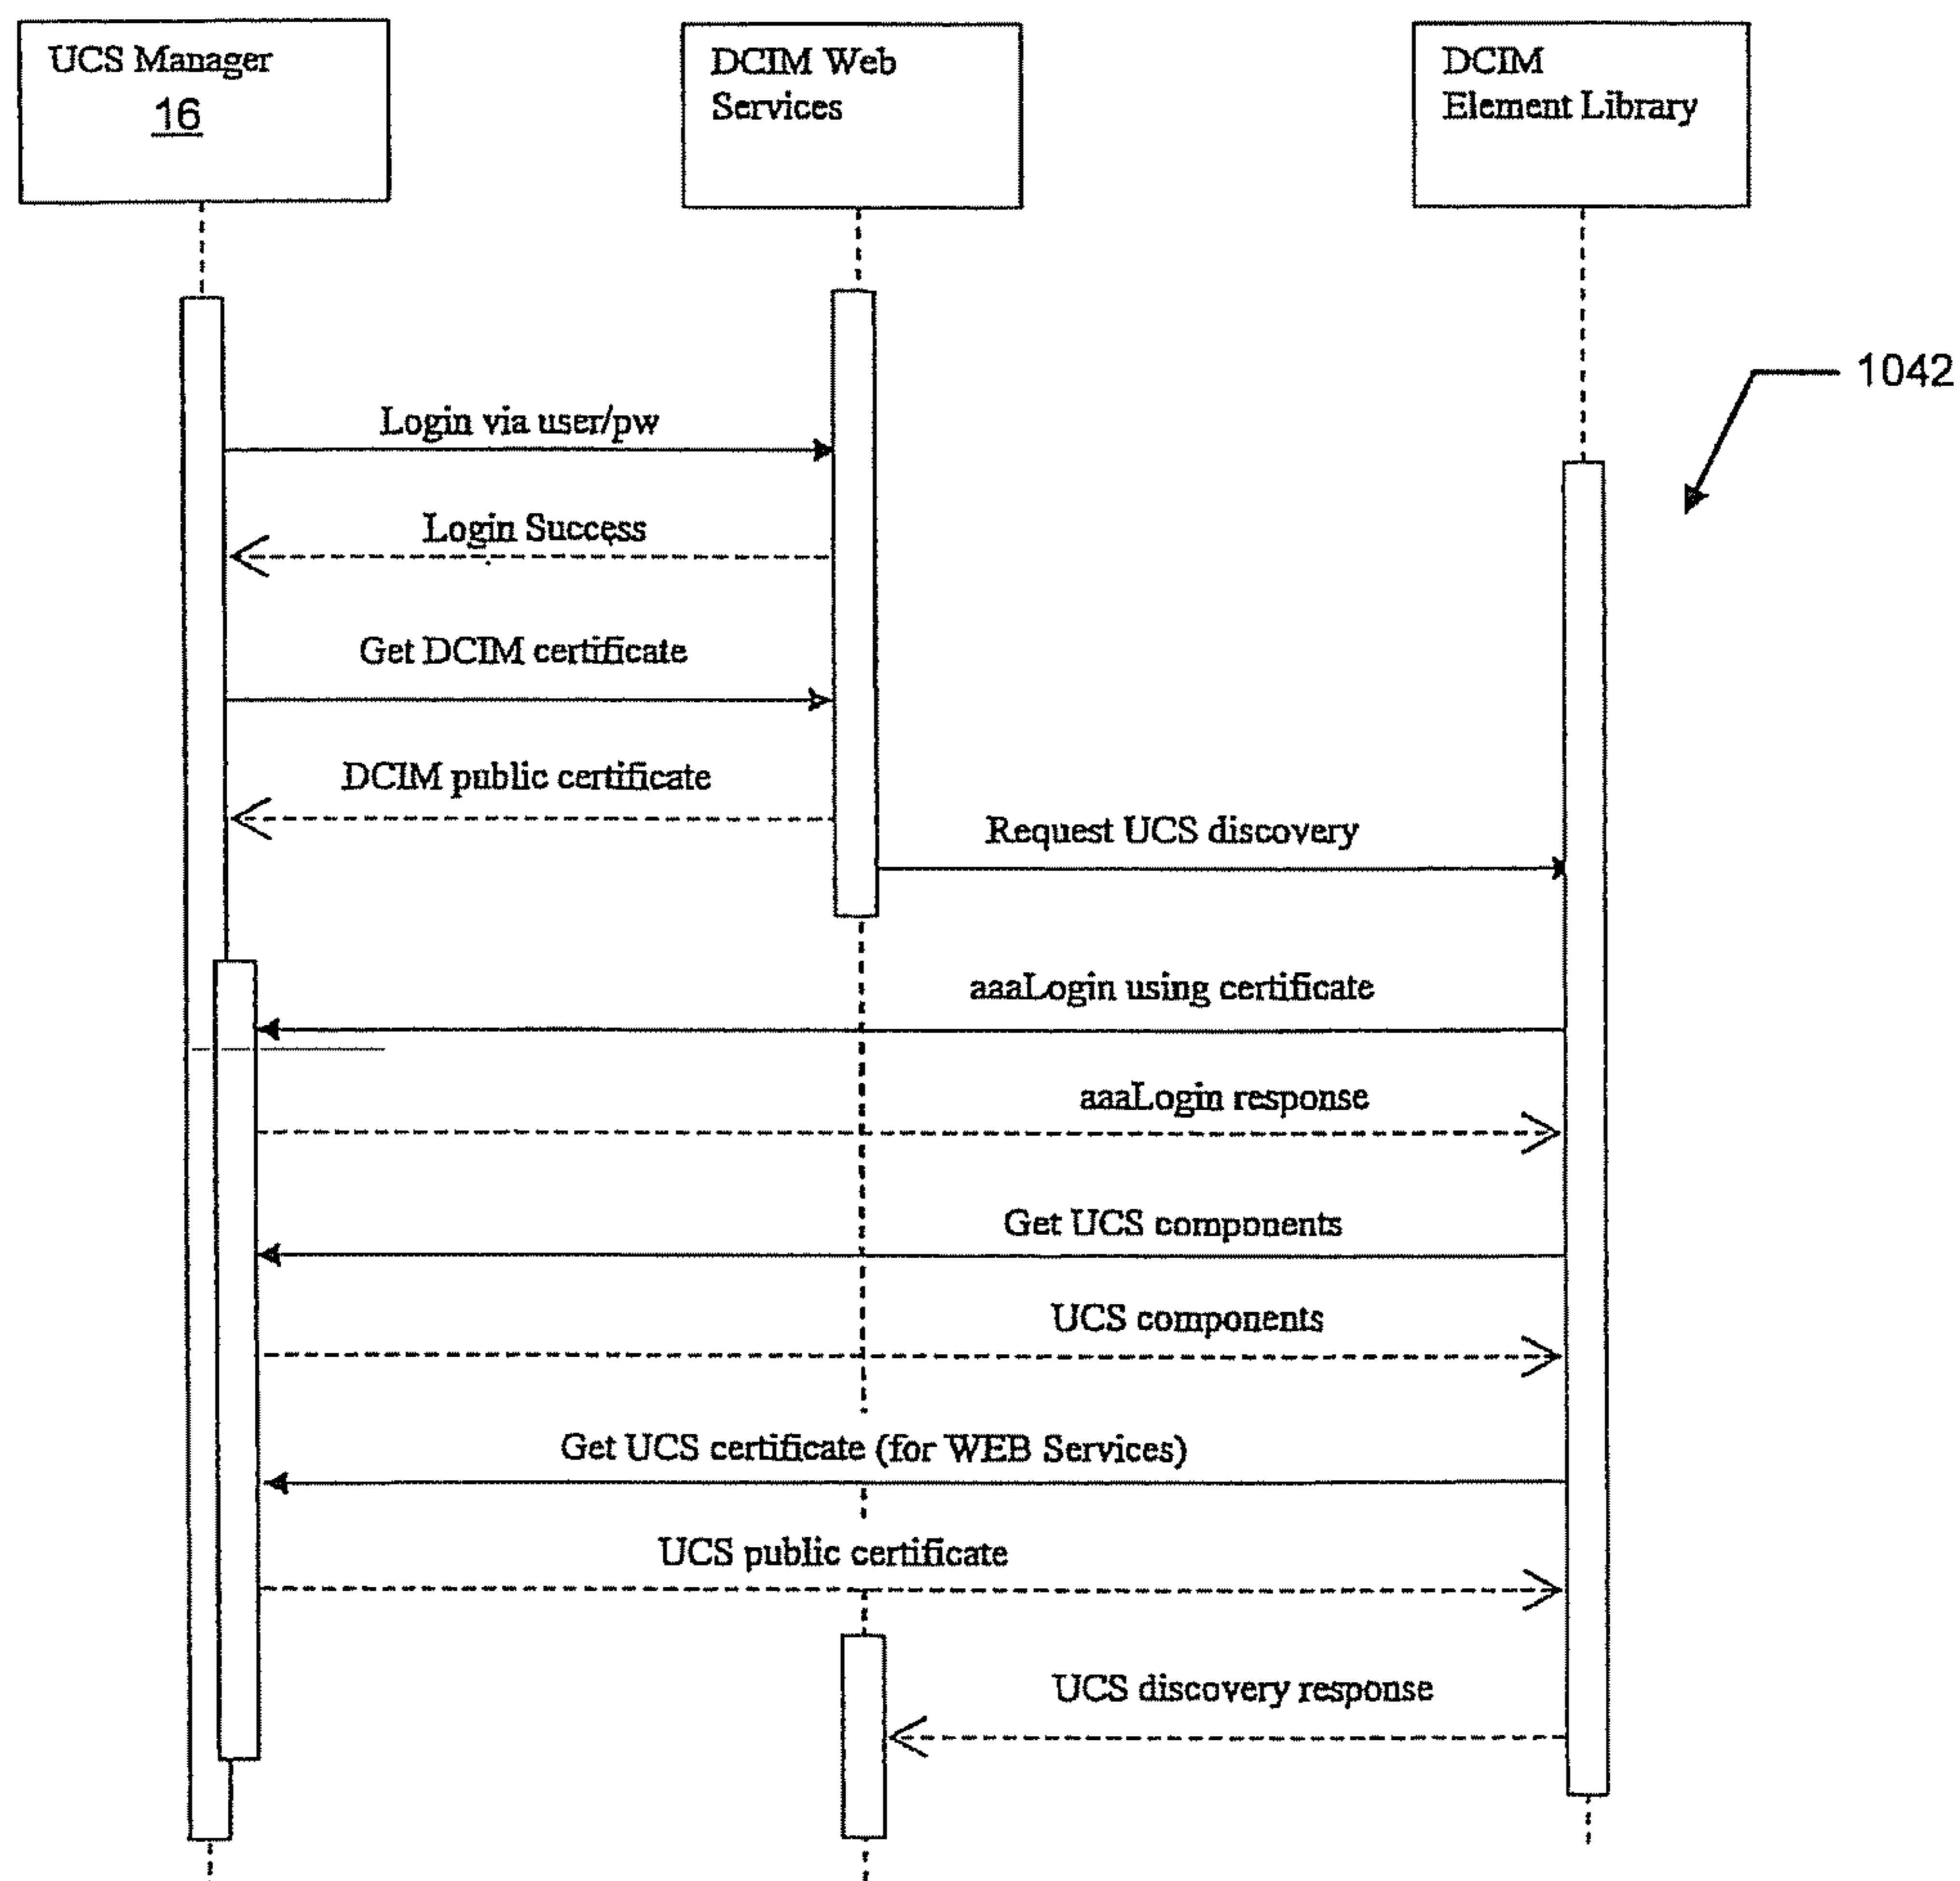 UCS Manager
16
DCIM Web
Services
DCIM
Element Library
1042
Login via user/pw
Login Success
Get DCIM certificate
DCIM public certificate
Request UCS discovery
aaaLogin using certificate
aaaLogin response
Get UCS components
UCS components
Get UCS certificate (for WEB Services)
UCS public certificate
UCS discovery response